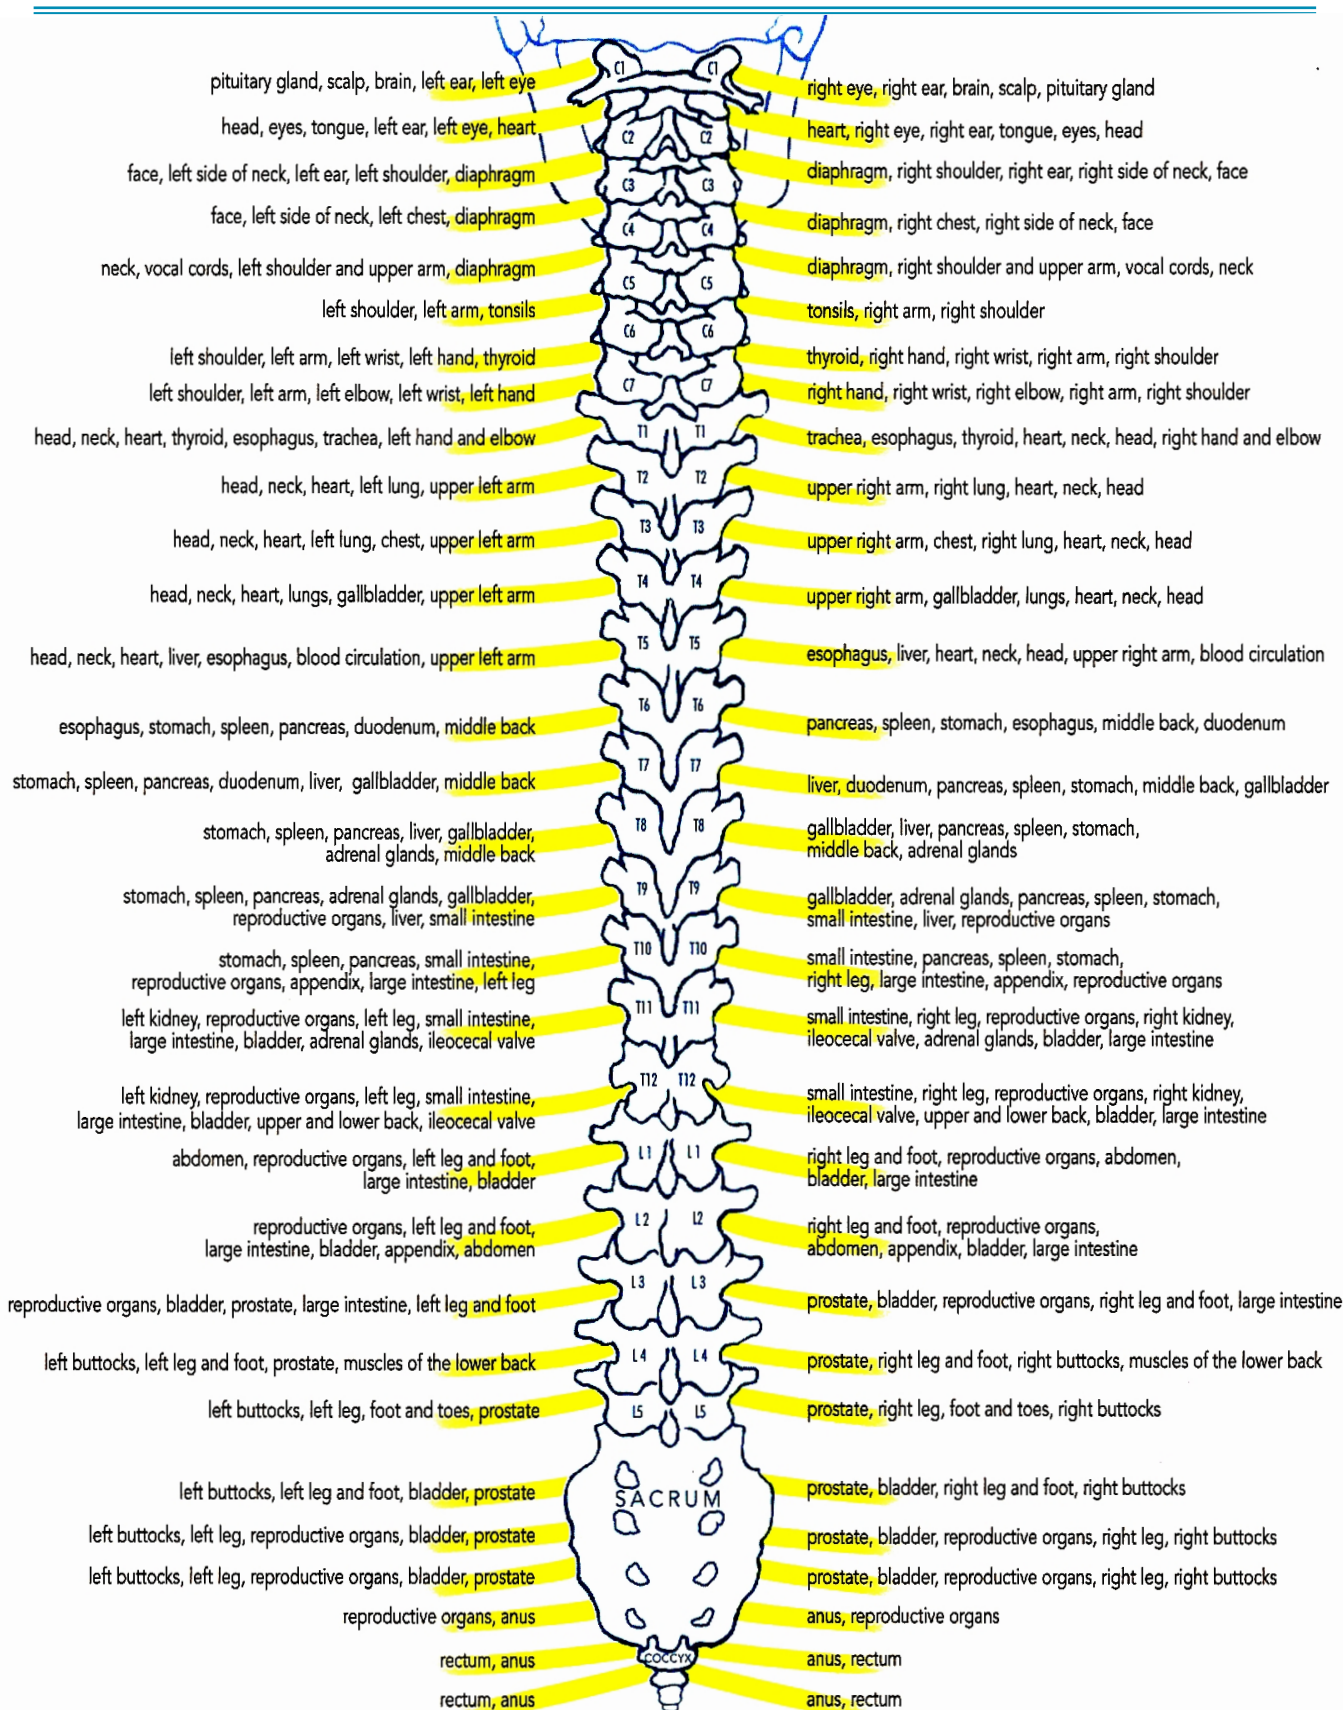 pituitary gland, scalp, brain, left ear, left eye
C1 C1
right eye, right ear, brain, scalp, pituitary gland
head, eyes, tongue, left ear, left eye, heart
C2 C2
heart, right eye, right ear, tongue, eyes, head
face, left side of neck, left ear, left shoulder, diaphragm
C3 C3
diaphragm, right shoulder, right ear, right side of neck, face
face, left side of neck, left chest, diaphragm
C4 C4
diaphragm, right chest, right side of neck, face
neck, vocal cords, left shoulder and upper arm, diaphragm
C5 C5
diaphragm, right shoulder and upper arm, vocal cords, neck
left shoulder, left arm, tonsils
C6 C6
tonsils, right arm, right shoulder
left shoulder, left arm, left wrist, left hand, thyroid
thyroid, right hand, right wrist, right arm, right shoulder
C7 C7
left shoulder, left arm, left elbow, left wrist, left hand
right hand, right wrist, right elbow, right arm, right shoulder
head, neck, heart, thyroid, esophagus, trachea, left hand and elbow
T1 T1
trachea, esophagus, thyroid, heart, neck, head, right hand and elbow
head, neck, heart, left lung, upper left arm
T2 T2
upper right arm, right lung, heart, neck, head
head, neck, heart, left lung, chest, upper left arm
T3 T3
upper right arm, chest, right lung, heart, neck, head
head, neck, heart, lungs, gallbladder, upper left arm
T4 T4
upper right arm, gallbladder, lungs, heart, neck, head
head, neck, heart, liver, esophagus, blood circulation, upper left arm
T5 T5
esophagus, liver, heart, neck, head, upper right arm, blood circulation
esophagus, stomach, spleen, pancreas, duodenum, middle back
T6 T6
pancreas, spleen, stomach, esophagus, middle back, duodenum
stomach, spleen, pancreas, duodenum, liver, gallbladder, middle back
T7 T7
liver, duodenum, pancreas, spleen, stomach, middle back, gallbladder
stomach, spleen, pancreas, liver, gallbladder,
adrenal glands, middle back
T8 T8
gallbladder, liver, pancreas, spleen, stomach,
middle back, adrenal glands
stomach, spleen, pancreas, adrenal glands, gallbladder,
reproductive organs, liver, small intestine
T9 T9
gallbladder, adrenal glands, pancreas, spleen, stomach,
small intestine, liver, reproductive organs
stomach, spleen, pancreas, small intestine,
reproductive organs, appendix, large intestine, left leg
T10 T10
small intestine, pancreas, spleen, stomach,
right leg, large intestine, appendix, reproductive organs
left kidney, reproductive organs, left leg, small intestine,
large intestine, bladder, adrenal glands, ileocecal valve
T11 T11
small intestine, right leg, reproductive organs, right kidney,
ileocecal valve, adrenal glands, bladder, large intestine
left kidney, reproductive organs, left leg, small intestine,
large intestine, bladder, upper and lower back, ileocecal valve
T12 T12
small intestine, right leg, reproductive organs, right kidney,
ileocecal valve, upper and lower back, bladder, large intestine
abdomen, reproductive organs, left leg and foot,
large intestine, bladder
L1 L1
right leg and foot, reproductive organs, abdomen,
bladder, large intestine
reproductive organs, left leg and foot,
large intestine, bladder, appendix, abdomen
L2 L2
right leg and foot, reproductive organs,
abdomen, appendix, bladder, large intestine
reproductive organs, bladder, prostate, large intestine, left leg and foot
L3 L3
prostate, bladder, reproductive organs, right leg and foot, large intestine
left buttocks, left leg and foot, prostate, muscles of the lower back
L4 L4
prostate, right leg and foot, right buttocks, muscles of the lower back
left buttocks, left leg, foot and toes, prostate
L5 L5
prostate, right leg, foot and toes, right buttocks
left buttocks, left leg and foot, bladder, prostate
SACRUM
prostate, bladder, right leg and foot, right buttocks
left buttocks, left leg, reproductive organs, bladder, prostate
prostate, bladder, reproductive organs, right leg, right buttocks
left buttocks, left leg, reproductive organs, bladder, prostate
prostate, bladder, reproductive organs, right leg, right buttocks
reproductive organs, anus
anus, reproductive organs
rectum, anus
COCCYX
anus, rectum
rectum, anus
anus, rectum